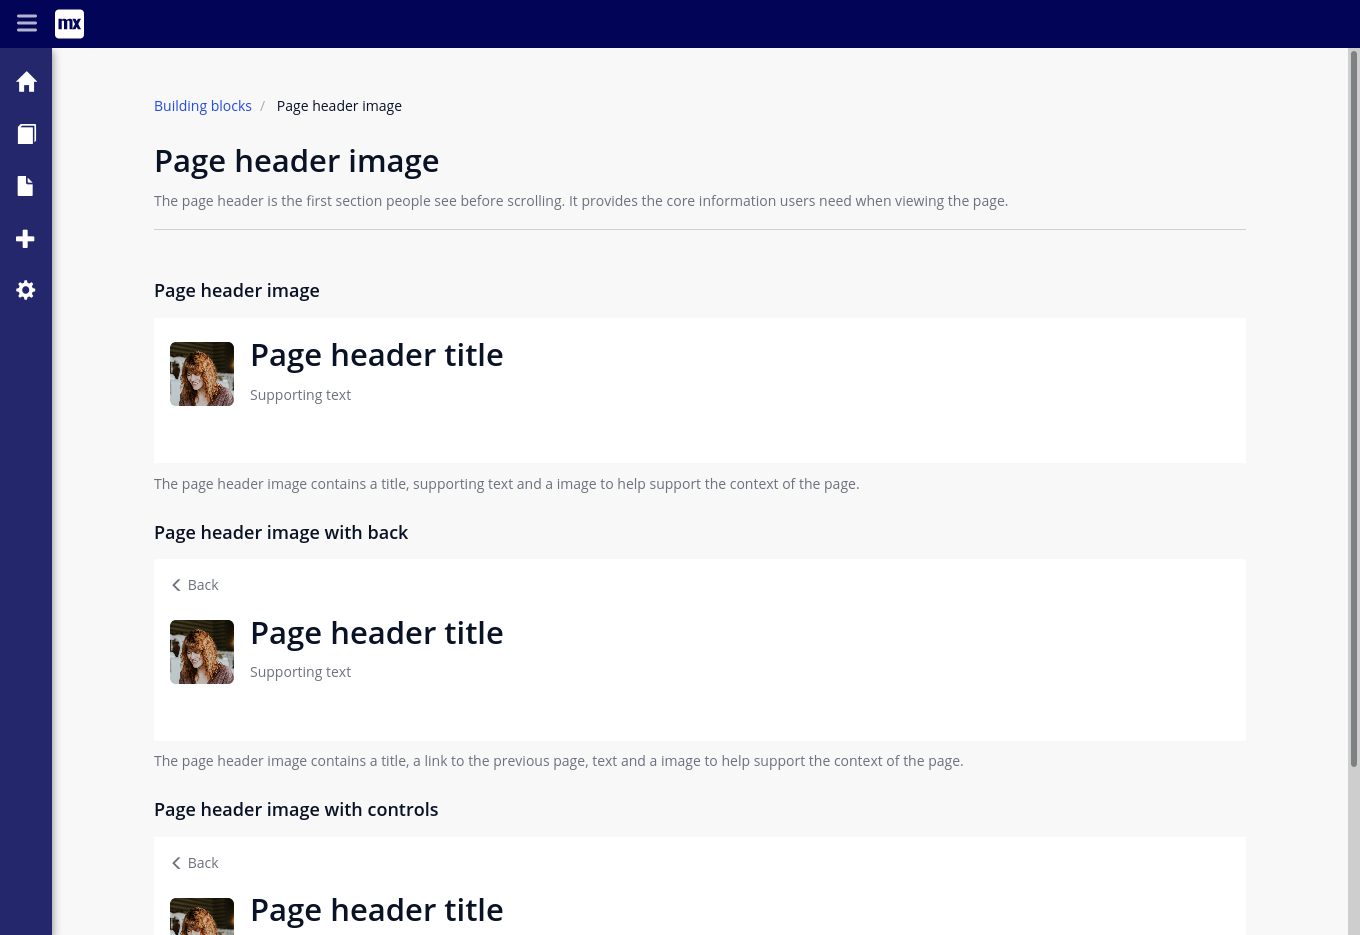 mx
Building blocks / Page header image
Page header image
The page header is the first section people see before scrolling. It provides the core information users need when viewing the page.
Page header image
Page header title
Supporting text
The page header image contains a title, supporting text and a image to help support the context of the page.
Page header image with back
Back
Page header title
Supporting text
The page header image contains a title, a link to the previous page, text and a image to help support the context of the page.
Page header image with controls
Back
Page header title